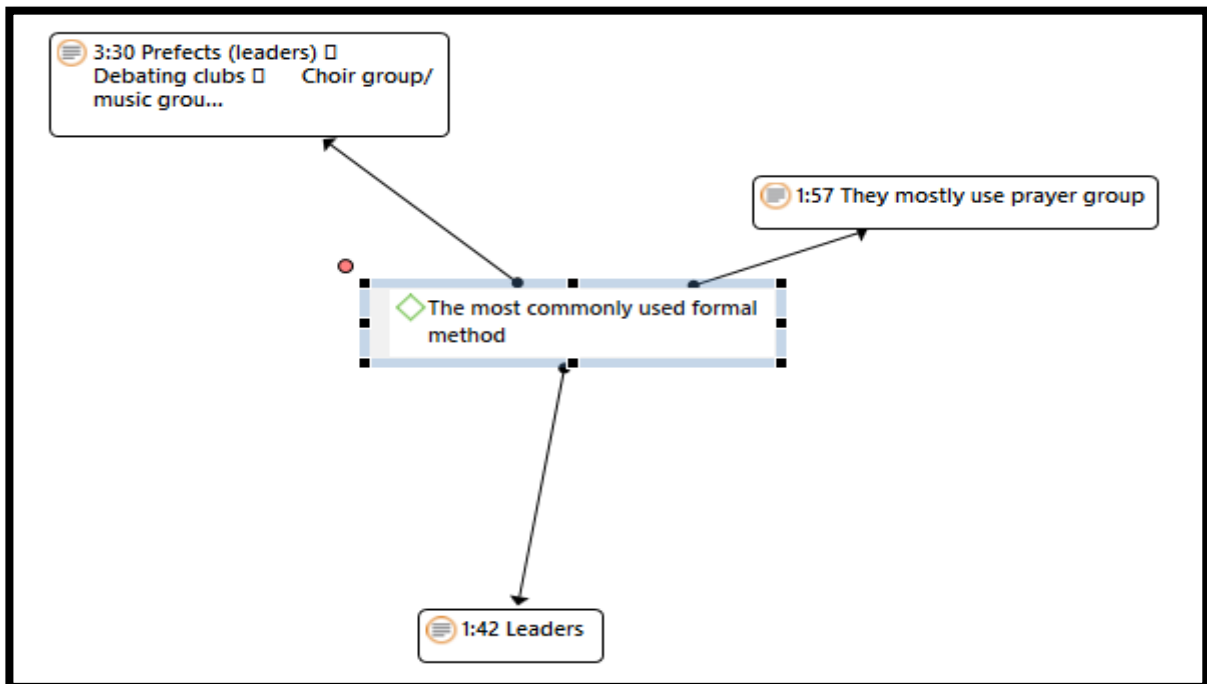 3:30 Prefects (leaders) 
Debating clubs  Choir group/
music grou...
1:57 They mostly use prayer group
The most commonly used formal
method
1:42 Leaders